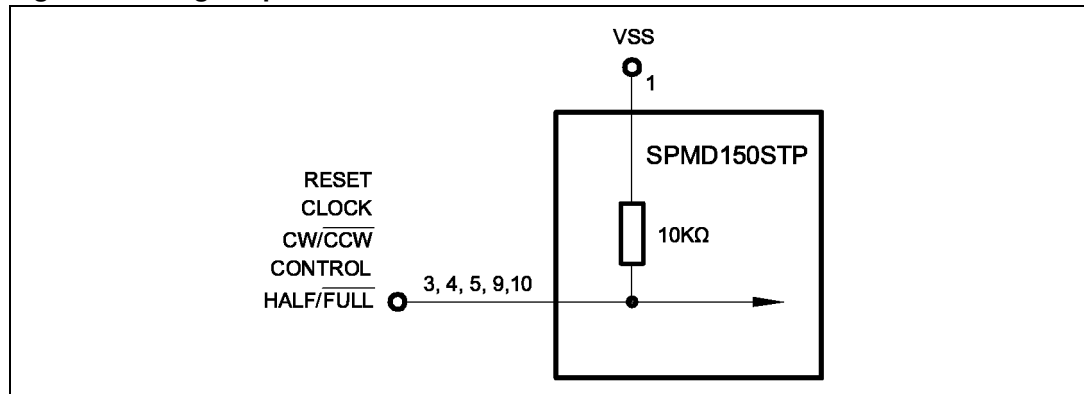 VSS
1
SPMD150STP
RESET
CLOCK
CW/CCW
CONTROL
HALF/FULL
10KΩ
3, 4, 5, 9,10